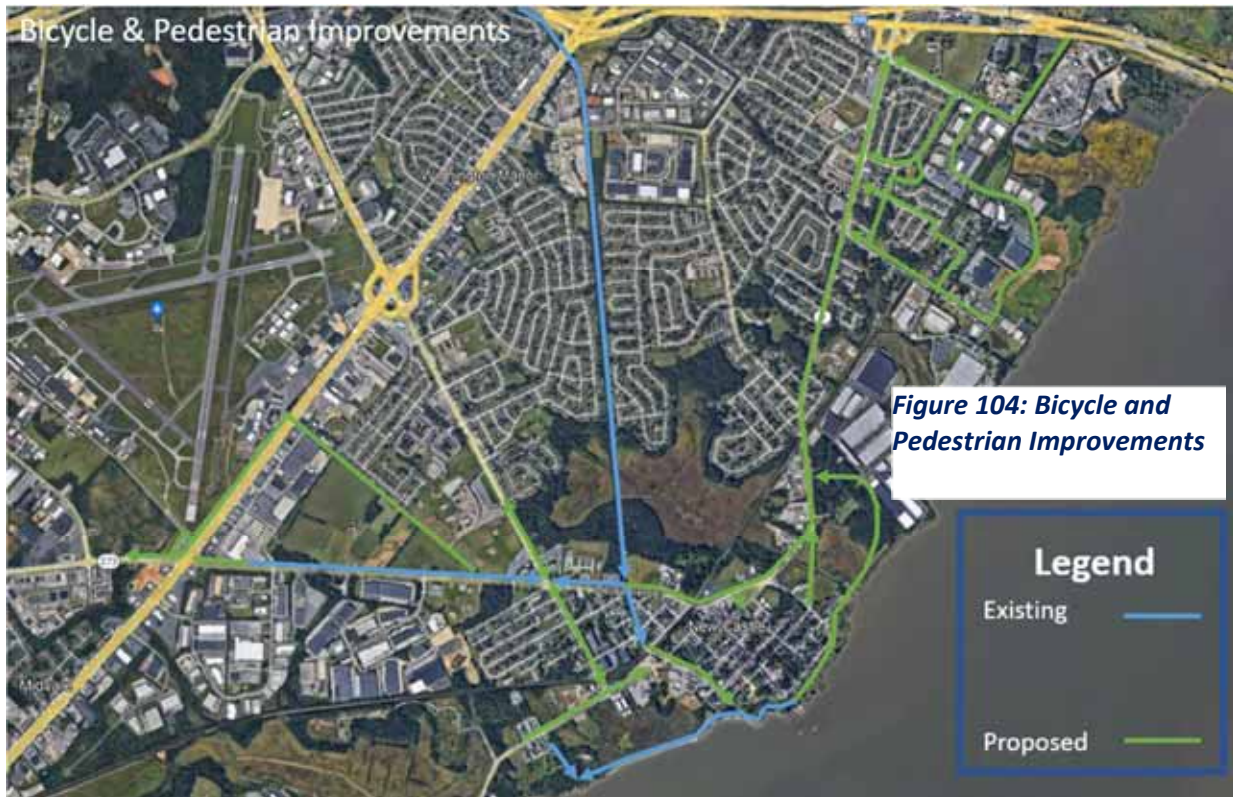 Bicycle & Pedestrian Improvements
Figure 104: Bicycle and
Pedestrian Improvements
Legend
Existing
Proposed